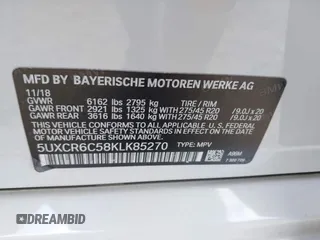 MFD BY BAYERISCHE MOTOREN WERKE AG
11/18
GVWR 6162 lbs 2795 kg TIRE / RIM
GAWR FRONT 2921 lbs 1325 kg 275/45 R20 / 9.0J x 20
GAWR REAR 3616 lbs 1640 kg 275/45 R20 / 9.0J x 20
THIS VEHICLE CONFORMS TO ALL APPLICABLE U. S. FEDERAL
MOTOR VEHICLE SAFETY STANDARDS IN EFFECT ON THE
DATE OF MANUFACTURE SHOWN ABOVE.
5UXCR6C58KLK85270 TYPE: MPV
DEALERSHIP.CC